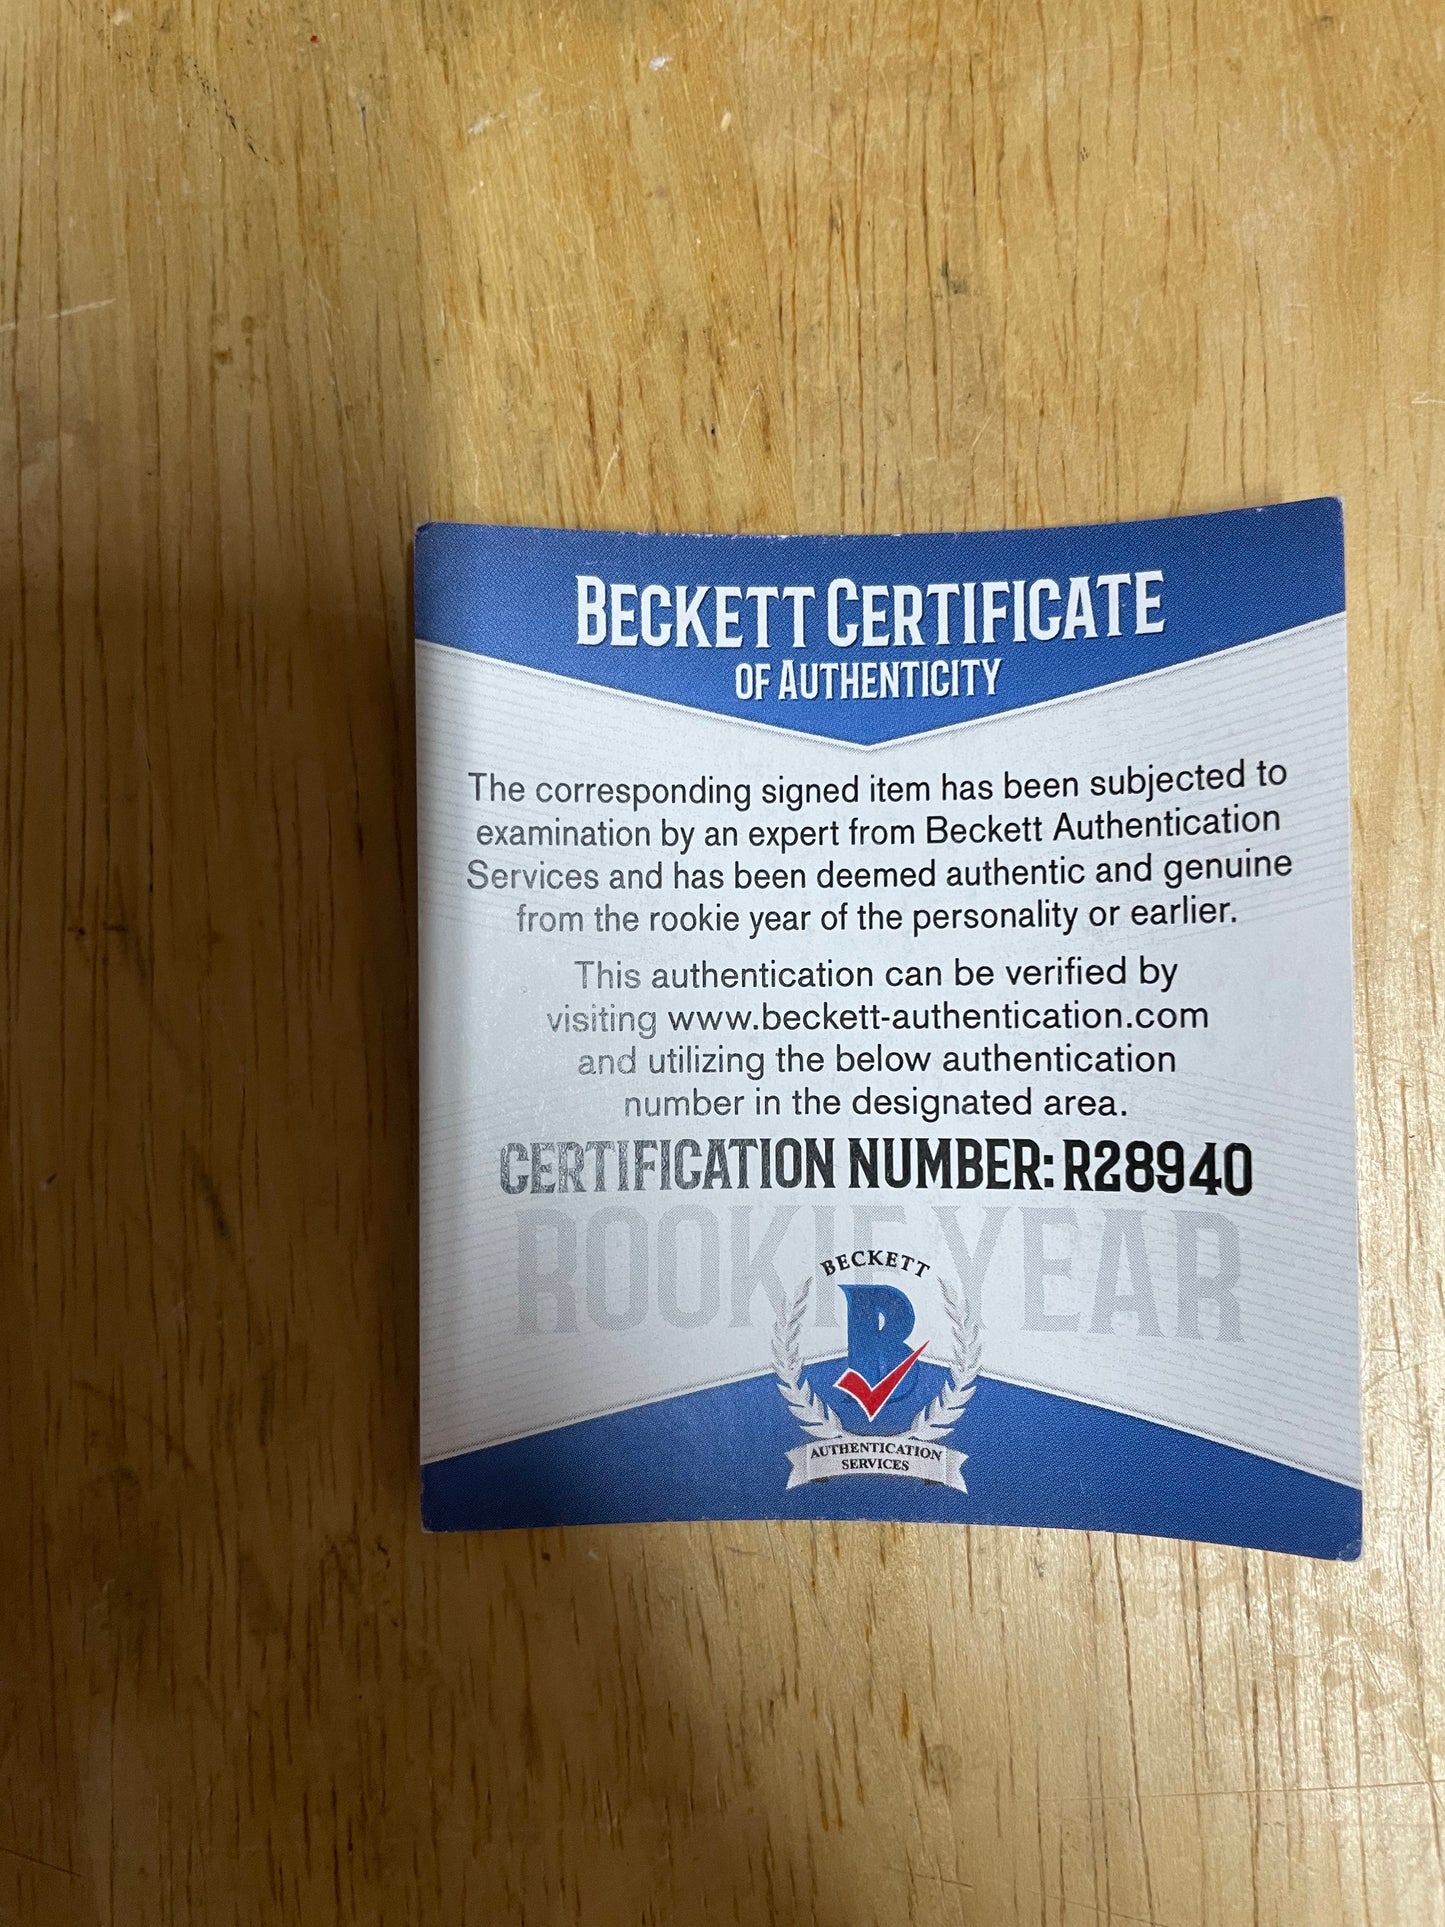 BECKETT CERTIFICATE
OF AUTHENTICITY
The corresponding signed item has been subjected to
examination by an expert from Beckett Authentication
Services and has been deemed authentic and genuine
from the rookie year of the personality or earlier.
This authentication can be verified by
visiting www.beckett-authentication.com
and utilizing the below authentication
number in the designated area.
CERTIFICATION NUMBER: R28940
ROOKIE YEAR
BECKETT
B
AUTHENTICATION
SERVICES